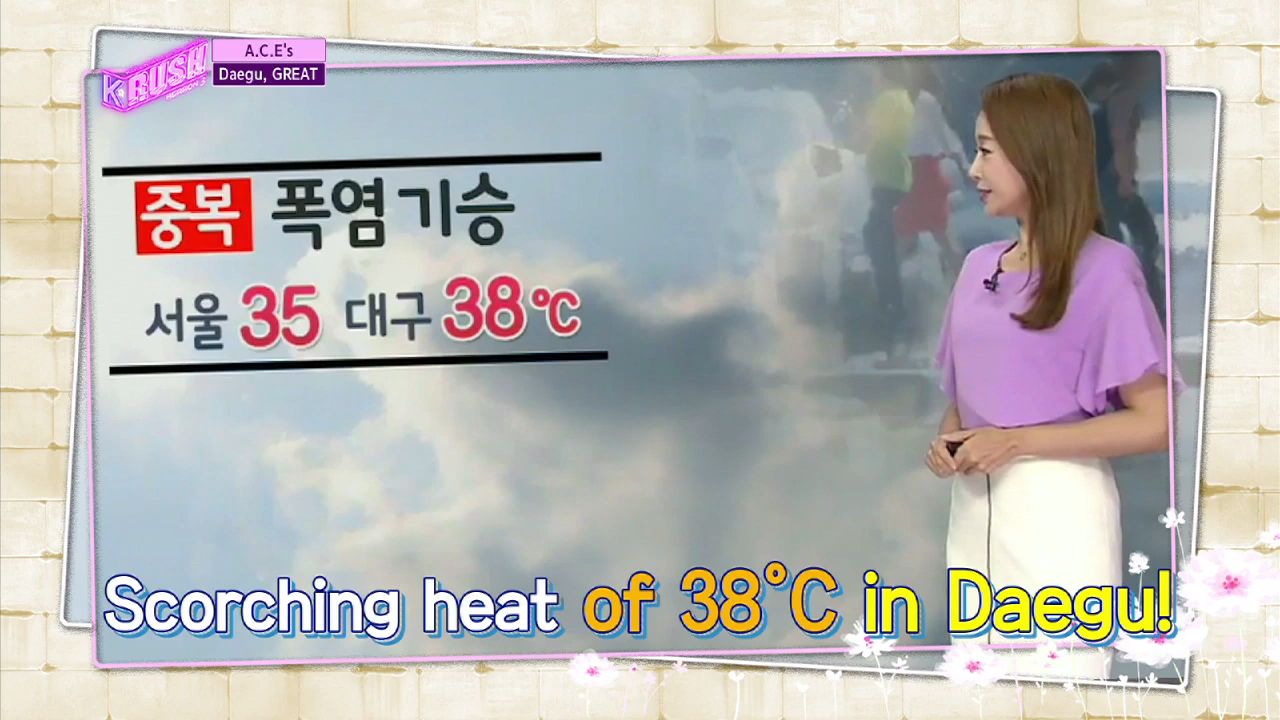 K RUSH
A.C.E's
Daegu, GREAT
중복 폭염 기승
서울 35 대구 38℃
Scorching heat of 38°C in Daegu!